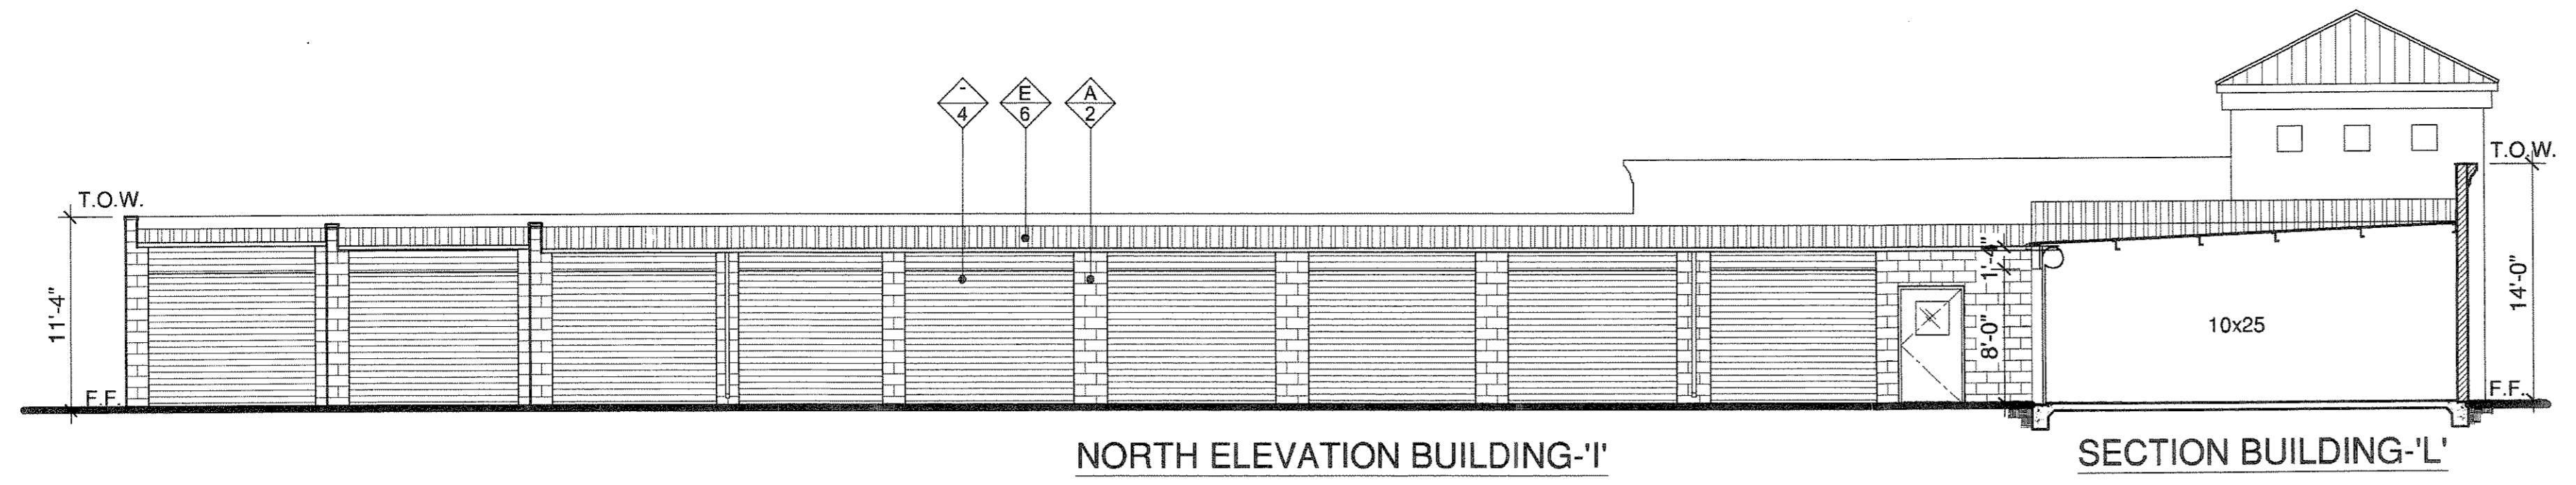 -
4
E
6
A
2
T.O.W.
T.O.W.
11'-4"
1'-4"
8'-0"
10x25
14'-0"
F.F.
F.F.
NORTH ELEVATION BUILDING-'I'
SECTION BUILDING-'L'